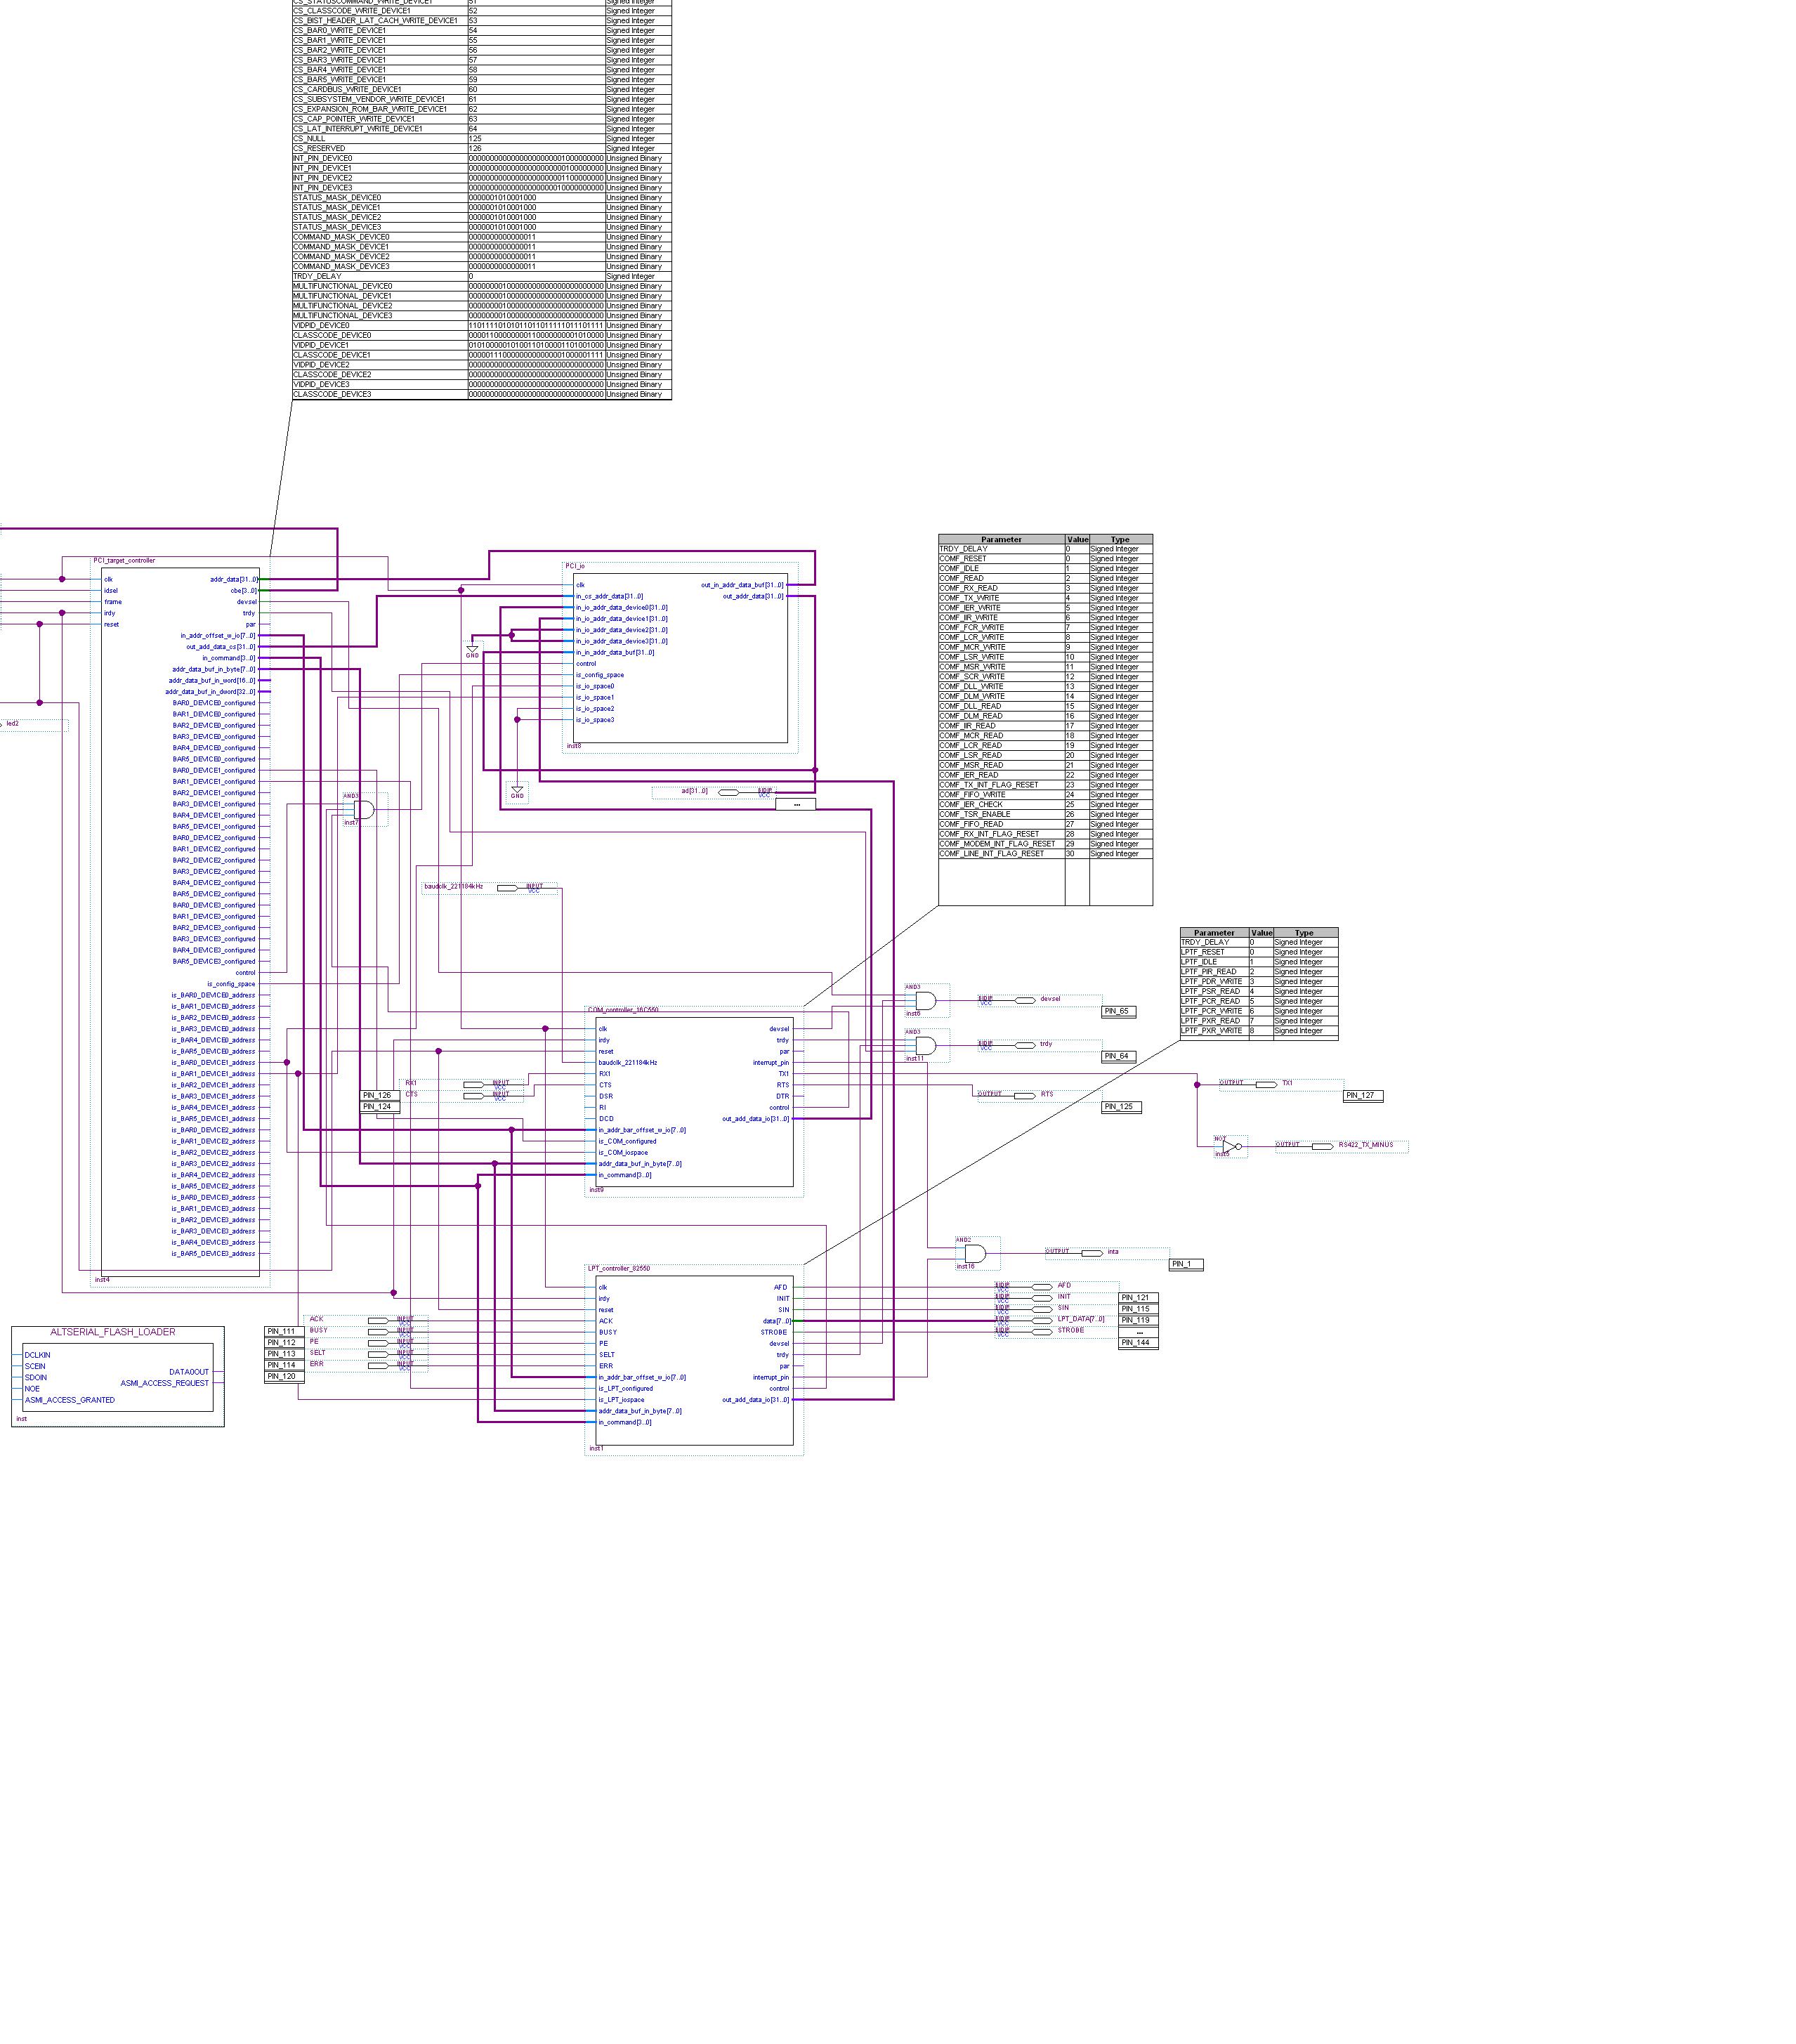 CS_STATUSCOMMAND_WRITE_DEVICE1 51 Signed Integer
CS_CLASSCODE_WRITE_DEVICE1 52 Signed Integer
CS_BIST_HEADER_LAT_CACH_WRITE_DEVICE1 53 Signed Integer
CS_BAR0_WRITE_DEVICE1 54 Signed Integer
CS_BAR1_WRITE_DEVICE1 55 Signed Integer
CS_BAR2_WRITE_DEVICE1 56 Signed Integer
CS_BAR3_WRITE_DEVICE1 57 Signed Integer
CS_BAR4_WRITE_DEVICE1 58 Signed Integer
CS_BAR5_WRITE_DEVICE1 59 Signed Integer
CS_CARDBUS_WRITE_DEVICE1 60 Signed Integer
CS_SUBSYSTEM_VENDOR_WRITE_DEVICE1 61 Signed Integer
CS_EXPANSION_ROM_BAR_WRITE_DEVICE1 62 Signed Integer
CS_CAP_POINTER_WRITE_DEVICE1 63 Signed Integer
CS_LAT_INTERRUPT_WRITE_DEVICE1 64 Signed Integer
CS_NULL 125 Signed Integer
CS_RESERVED 126 Signed Integer
INT_PIN_DEVICE0 Unsigned Binary
INT_PIN_DEVICE1 Unsigned Binary
INT_PIN_DEVICE2 Unsigned Binary
INT_PIN_DEVICE3 Unsigned Binary
STATUS_MASK_DEVICE0 0000001010001000 Unsigned Binary
STATUS_MASK_DEVICE1 0000001010001000 Unsigned Binary
STATUS_MASK_DEVICE2 0000001010001000 Unsigned Binary
STATUS_MASK_DEVICE3 0000001010001000 Unsigned Binary
COMMAND_MASK_DEVICE0 0000000000000011 Unsigned Binary
COMMAND_MASK_DEVICE1 0000000000000011 Unsigned Binary
COMMAND_MASK_DEVICE2 0000000000000011 Unsigned Binary
COMMAND_MASK_DEVICE3 0000000000000011 Unsigned Binary
TRDY_DELAY 0 Signed Integer
MULTIFUNCTIONAL_DEVICE0 00000000100000000000000000000000 Unsigned Binary
MULTIFUNCTIONAL_DEVICE1 00000000100000000000000000000000 Unsigned Binary
MULTIFUNCTIONAL_DEVICE2 00000000100000000000000000000000 Unsigned Binary
MULTIFUNCTIONAL_DEVICE3 00000000100000000000000000000000 Unsigned Binary
VIDPID_DEVICE0 Unsigned Binary
CLASSCODE_DEVICE0 Unsigned Binary
VIDPID_DEVICE1 Unsigned Binary
CLASSCODE_DEVICE1 Unsigned Binary
VIDPID_DEVICE2 00000000000000000000000000000000 Unsigned Binary
CLASSCODE_DEVICE2 00000000000000000000000000000000 Unsigned Binary
VIDPID_DEVICE3 00000000000000000000000000000000 Unsigned Binary
CLASSCODE_DEVICE3 00000000000000000000000000000000 Unsigned Binary
PCI_target_controller
clk
idsel
frame
irdy
reset
addr_data[31..0]
cbe[3..0]
devsel
trdy
par
in_addr_offset_w_io[7..0]
out_add_data_cs[31..0]
in_command[3..0]
addr_data_buf_in_byte[7..0]
addr_data_buf_in_word[16..0]
addr_data_buf_in_dword[32..0]
BAR0_DEVICE0_configured
BAR1_DEVICE0_configured
BAR2_DEVICE0_configured
BAR3_DEVICE0_configured
BAR4_DEVICE0_configured
BAR5_DEVICE0_configured
BAR0_DEVICE1_configured
BAR1_DEVICE1_configured
BAR2_DEVICE1_configured
BAR3_DEVICE1_configured
BAR4_DEVICE1_configured
BAR5_DEVICE1_configured
BAR0_DEVICE2_configured
BAR1_DEVICE2_configured
BAR2_DEVICE2_configured
BAR3_DEVICE2_configured
BAR4_DEVICE2_configured
BAR5_DEVICE2_configured
BAR0_DEVICE3_configured
BAR1_DEVICE3_configured
BAR2_DEVICE3_configured
BAR3_DEVICE3_configured
BAR4_DEVICE3_configured
BAR5_DEVICE3_configured
control
is_config_space
is_BAR0_DEVICE0_address
is_BAR1_DEVICE0_address
is_BAR2_DEVICE0_address
is_BAR3_DEVICE0_address
is_BAR4_DEVICE0_address
is_BAR5_DEVICE0_address
is_BAR0_DEVICE1_address
is_BAR1_DEVICE1_address
is_BAR2_DEVICE1_address
is_BAR3_DEVICE1_address
is_BAR4_DEVICE1_address
is_BAR5_DEVICE1_address
is_BAR0_DEVICE2_address
is_BAR1_DEVICE2_address
is_BAR2_DEVICE2_address
is_BAR3_DEVICE2_address
is_BAR4_DEVICE2_address
is_BAR5_DEVICE2_address
is_BAR0_DEVICE3_address
is_BAR1_DEVICE3_address
is_BAR2_DEVICE3_address
is_BAR3_DEVICE3_address
is_BAR4_DEVICE3_address
is_BAR5_DEVICE3_address
inst4
led2
PCI_io
clk
in_cs_addr_data[31..0]
in_io_addr_data_device0[31..0]
in_io_addr_data_device1[31..0]
in_io_addr_data_device2[31..0]
in_io_addr_data_device3[31..0]
in_in_addr_data_buf[31..0]
control
is_config_space
is_io_space0
is_io_space1
is_io_space2
is_io_space3
out_in_addr_data_buf[31..0]
out_addr_data[31..0]
inst8
GND
GND
ad[31..0]
BIDIR
VCC
...
AND3
inst7
baudclk_221184kHz
INPUT
VCC
Parameter Value Type
TRDY_DELAY 0 Signed Integer
COMF_RESET 0 Signed Integer
COMF_IDLE 1 Signed Integer
COMF_READ 2 Signed Integer
COMF_RX_READ 3 Signed Integer
COMF_TX_WRITE 4 Signed Integer
COMF_IER_WRITE 5 Signed Integer
COMF_IIR_WRITE 6 Signed Integer
COMF_FCR_WRITE 7 Signed Integer
COMF_LCR_WRITE 8 Signed Integer
COMF_MCR_WRITE 9 Signed Integer
COMF_LSR_WRITE 10 Signed Integer
COMF_MSR_WRITE 11 Signed Integer
COMF_SCR_WRITE 12 Signed Integer
COMF_DLL_WRITE 13 Signed Integer
COMF_DLM_WRITE 14 Signed Integer
COMF_DLL_READ 15 Signed Integer
COMF_DLM_READ 16 Signed Integer
COMF_IIR_READ 17 Signed Integer
COMF_MCR_READ 18 Signed Integer
COMF_LCR_READ 19 Signed Integer
COMF_LSR_READ 20 Signed Integer
COMF_MSR_READ 21 Signed Integer
COMF_IER_READ 22 Signed Integer
COMF_TX_INT_FLAG_RESET 23 Signed Integer
COMF_FIFO_WRITE 24 Signed Integer
COMF_IER_CHECK 25 Signed Integer
COMF_TSR_ENABLE 26 Signed Integer
COMF_FIFO_READ 27 Signed Integer
COMF_RX_INT_FLAG_RESET 28 Signed Integer
COMF_MODEM_INT_FLAG_RESET 29 Signed Integer
COMF_LINE_INT_FLAG_RESET 30 Signed Integer
Parameter Value Type
TRDY_DELAY 0 Signed Integer
LPTF_RESET 0 Signed Integer
LPTF_IDLE 1 Signed Integer
LPTF_PIR_READ 2 Signed Integer
LPTF_PDR_WRITE 3 Signed Integer
LPTF_PSR_READ 4 Signed Integer
LPTF_PCR_READ 5 Signed Integer
LPTF_PCR_WRITE 6 Signed Integer
LPTF_PXR_READ 7 Signed Integer
LPTF_PXR_WRITE 8 Signed Integer
COM_controller_16C550
clk
irdy
reset
baudclk_221184kHz
RX1
CTS
DSR
RI
DCD
in_addr_bar_offset_w_io[7..0]
is_COM_configured
is_COM_iospace
addr_data_buf_in_byte[7..0]
in_command[3..0]
devsel
trdy
par
interrupt_pin
TX1
RTS
DTR
control
out_add_data_io[31..0]
inst9
RX1
INPUT
VCC
CTS
INPUT
VCC
PIN_126
PIN_124
AND3
inst6
BIDIR
VCC
devsel
PIN_65
AND3
inst11
BIDIR
VCC
trdy
PIN_64
OUTPUT
TX1
PIN_127
OUTPUT
RTS
PIN_125
NOT
OUTPUT
RS422_TX_MINUS
AND2
inst16
OUTPUT
inta
PIN_1
LPT_controller_82550
clk
irdy
reset
ACK
BUSY
PE
SELT
ERR
in_addr_bar_offset_w_io[7..0]
is_LPT_configured
is_LPT_iospace
addr_data_buf_in_byte[7..0]
in_command[3..0]
AFD
INIT
SIN
data[7..0]
STROBE
devsel
trdy
par
interrupt_pin
control
out_add_data_io[31..0]
inst1
ACK
INPUT
VCC
BUSY
INPUT
VCC
PE
INPUT
VCC
SELT
INPUT
VCC
ERR
INPUT
VCC
PIN_111
PIN_112
PIN_113
PIN_114
PIN_120
BIDIR
VCC
AFD
BIDIR
VCC
INIT
BIDIR
VCC
SIN
BIDIR
VCC
LPT_DATA[7..0]
BIDIR
VCC
STROBE
PIN_121
PIN_115
PIN_119
...
PIN_144
ALTSERIAL_FLASH_LOADER
DCLKIN
SCEIN
SDOIN
NOE
ASMI_ACCESS_GRANTED
DATA0OUT
ASMI_ACCESS_REQUEST
inst